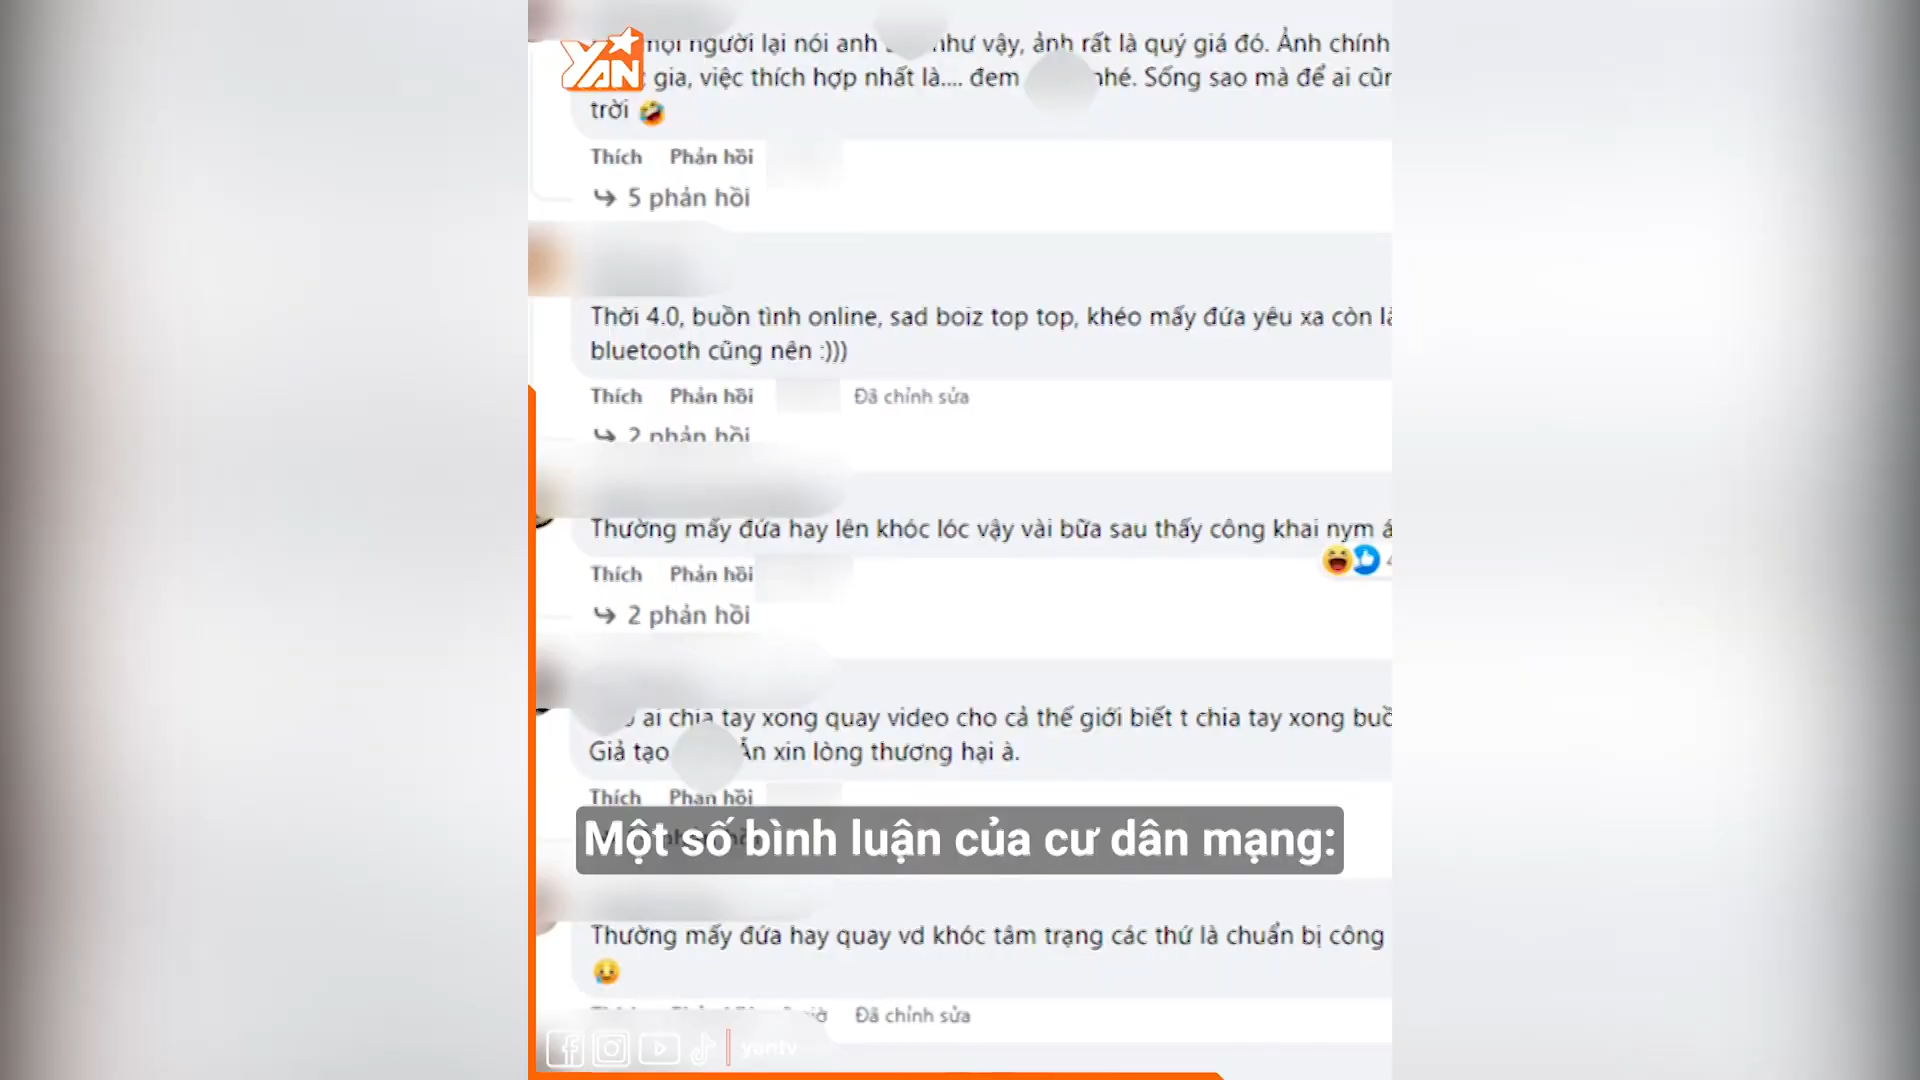 YAN
mọi người lại nói anh như vậy, ảnh rất là quý giá đó. Ảnh chính
gia, việc thích hợp nhất là.... đem nhé. Sống sao mà để ai
trời 🤣
Thích Phản hồi
5 phản hồi
Thời 4.0, buồn tình online, sad boiz top top, khéo mấy đứa yêu xa còn
bluetooth cũng nên :)))
Thích Phản hồi Đã chỉnh sửa
2 phản hồi
Thường mấy đứa hay lên khóc lóc vậy vài bữa sau thấy công khai nym
Thích Phản hồi
2 phản hồi
ai chia tay xong quay video cho cả thế giới biết t chia tay xong
Giả tạo Ẩn xin lòng thương hại à.
Thích Phản hồi
Một số bình luận của cư dân mạng:
Thường mấy đứa hay quay vd khóc tâm trạng các thứ là chuẩn bị công
😥
Đã chỉnh sửa
yantv